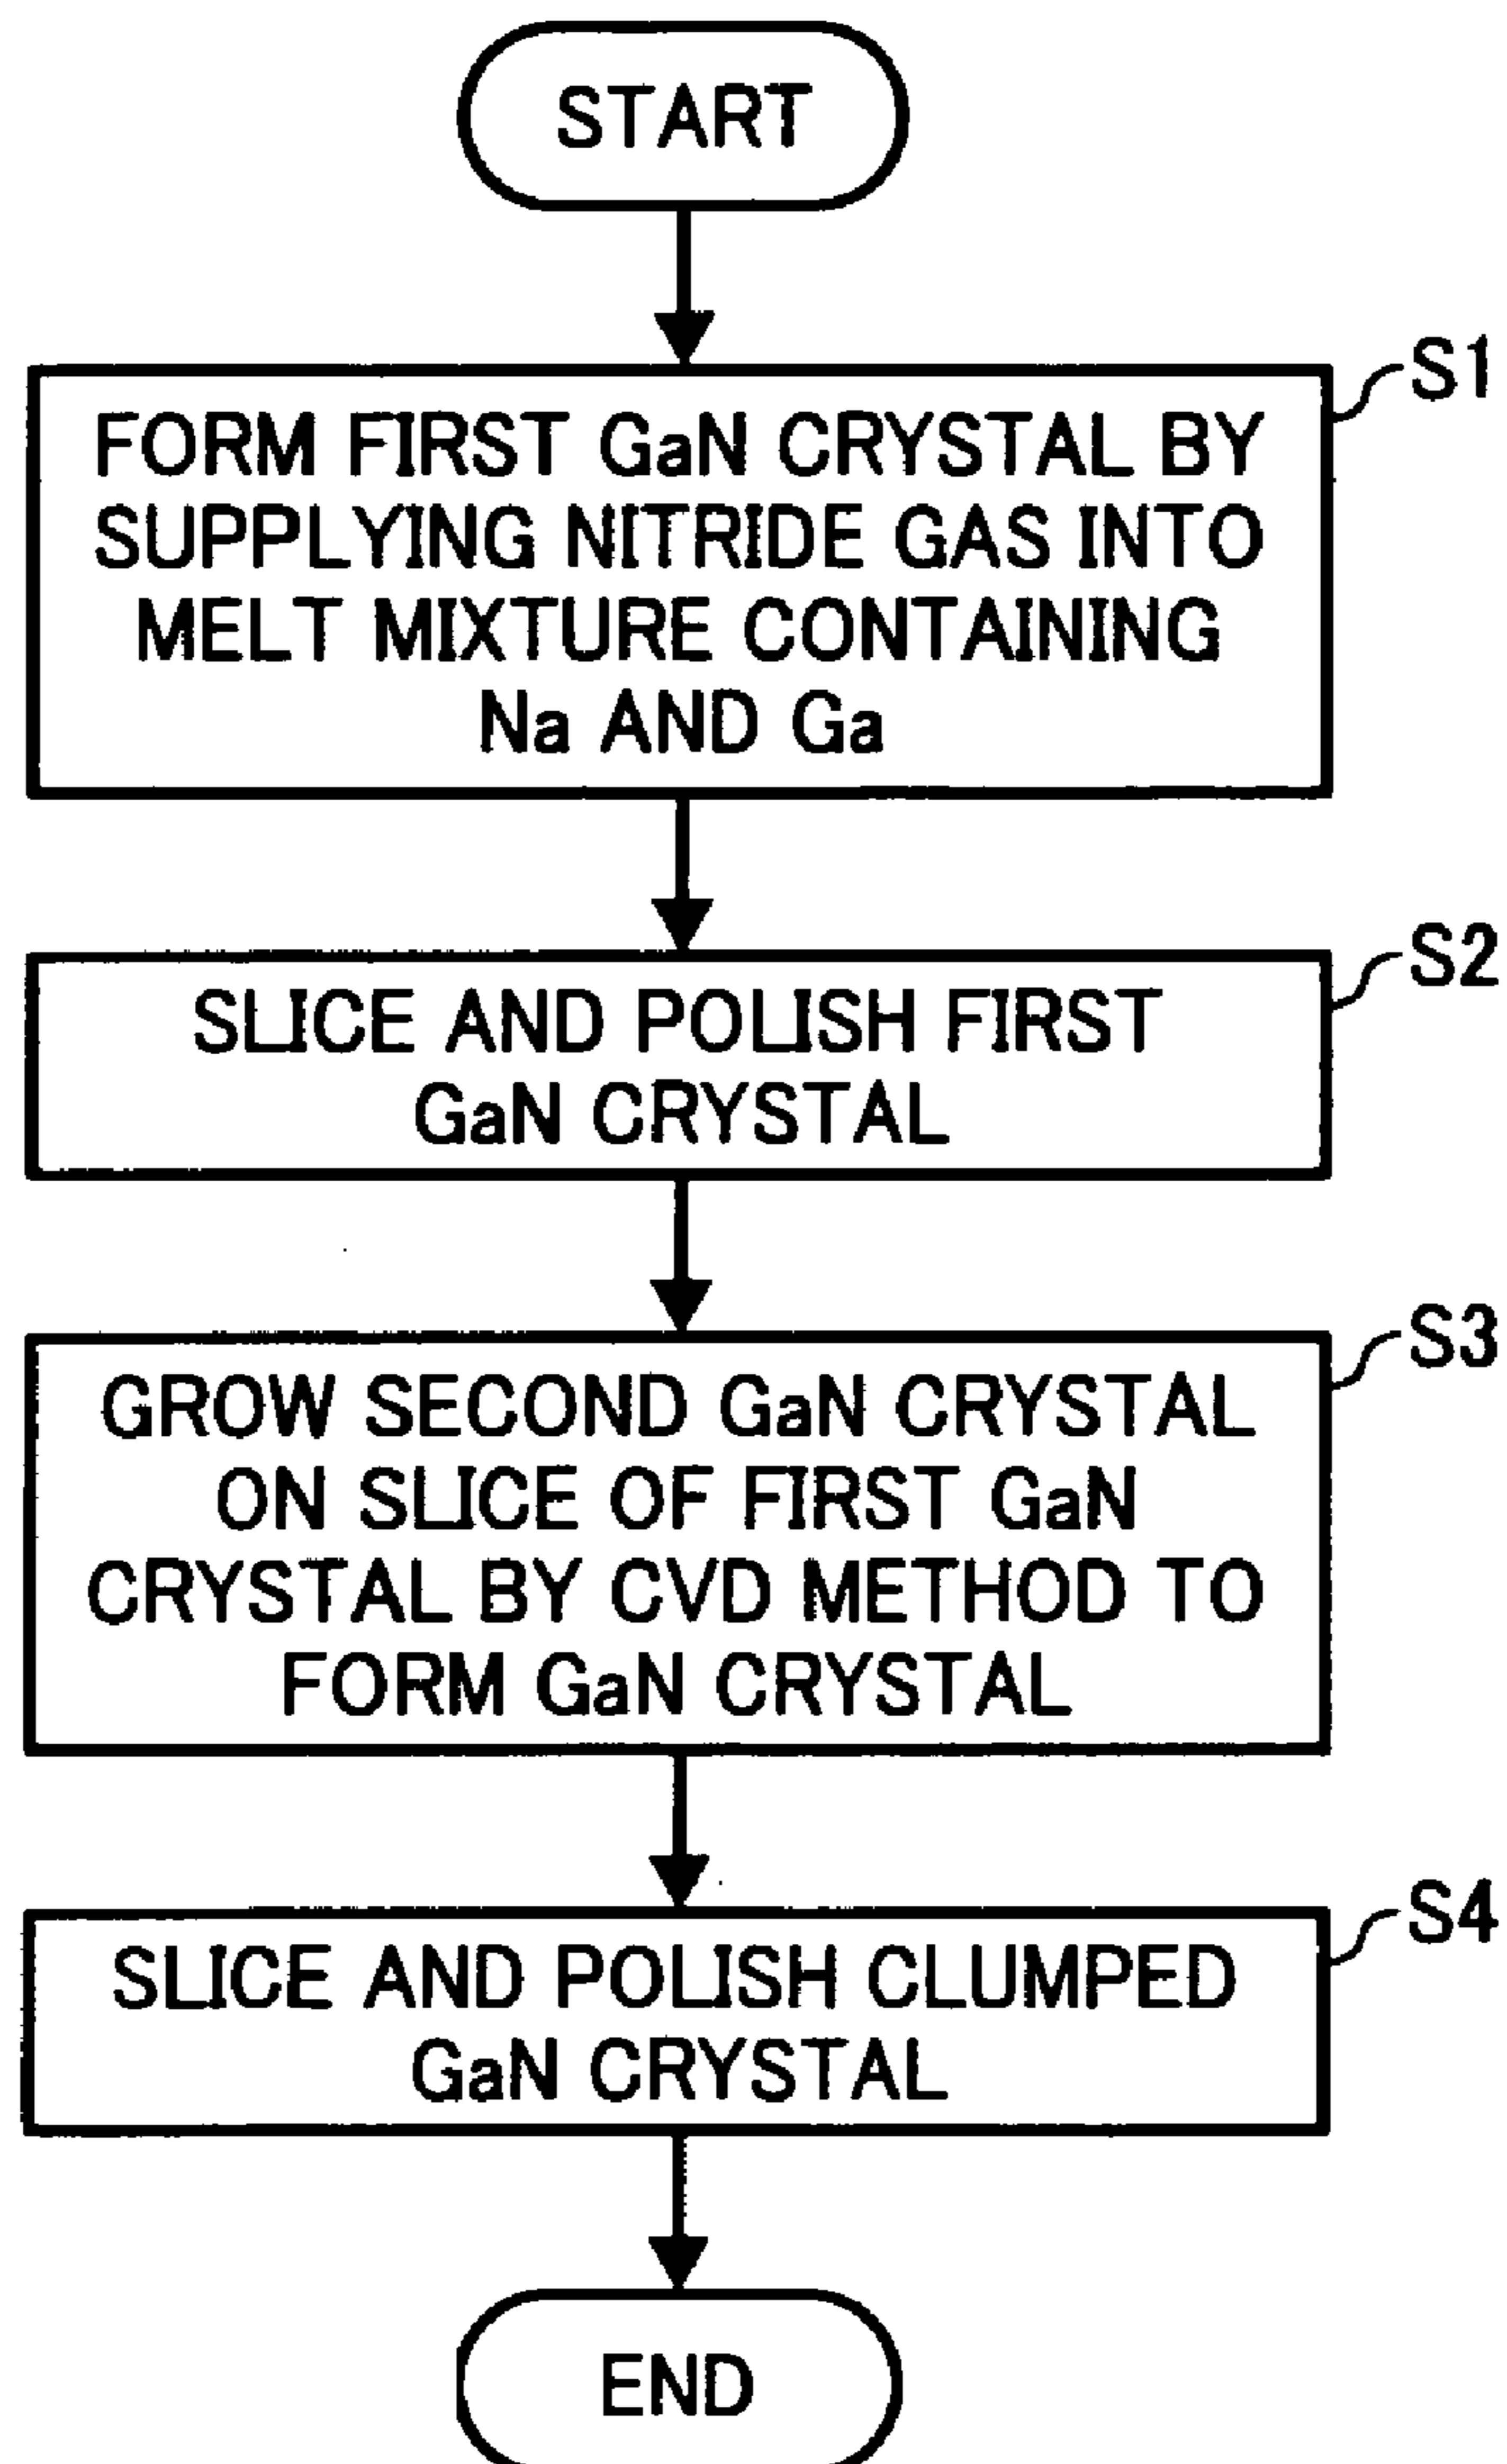 START
S1
FORM FIRST GaN CRYSTAL BY
SUPPLYING NITRIDE GAS INTO
MELT MIXTURE CONTAINING
Na AND Ga
S2
SLICE AND POLISH FIRST
GaN CRYSTAL
S3
GROW SECOND GaN CRYSTAL
ON SLICE OF FIRST GaN
CRYSTAL BY CVD METHOD TO
FORM GaN CRYSTAL
S4
SLICE AND POLISH CLUMPED
GaN CRYSTAL
END